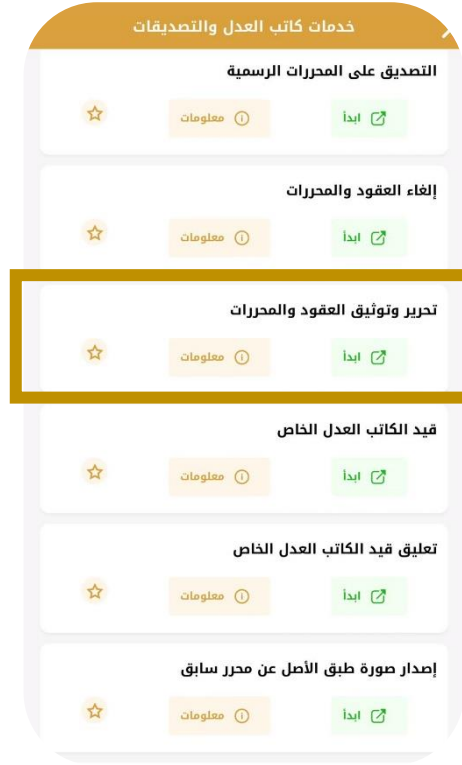 خدمات كاتب العدل والتصديقات
التصديق على المحررات الرسمية
ابدأ
معلومات
إلغاء العقود والمحررات
ابدأ
معلومات
تحرير وتوثيق العقود والمحررات
ابدأ
معلومات
قيد الكاتب العدل الخاص
ابدأ
معلومات
تعليق قيد الكاتب العدل الخاص
ابدأ
معلومات
إصدار صورة طبق الأصل عن محرر سابق
ابدأ
معلومات